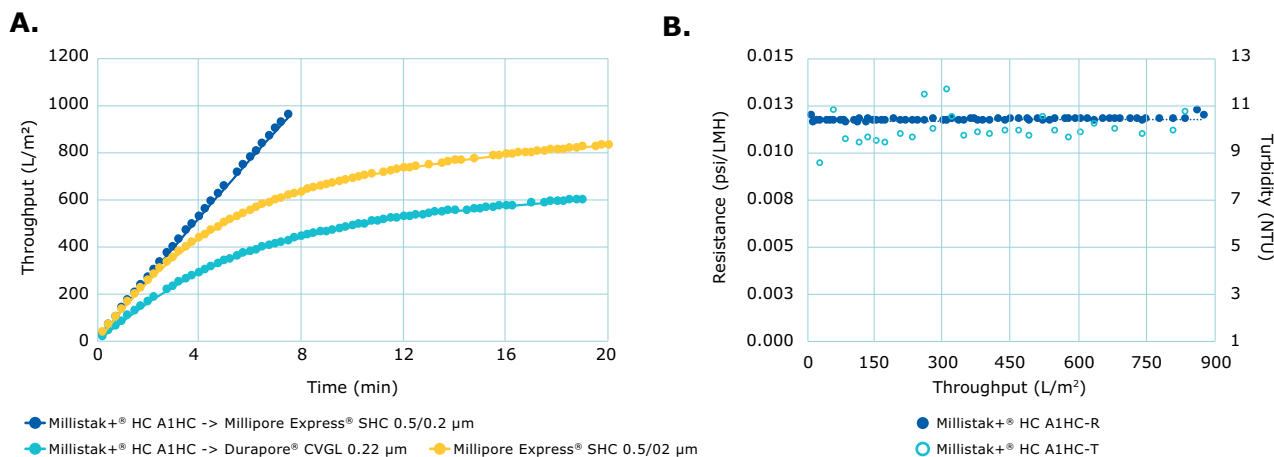 A.
Throughput (L/m²)
1200
1000
800
600
400
200
0
0 4 8 12 16 20
Time (min)
Millistak+® HC A1HC -> Millipore Express® SHC 0.5/0.2 µm
Millistak+® HC A1HC -> Durapore® CVGL 0.22 µm
Millipore Express® SHC 0.5/02 µm
B.
Resistance (psi/LMH)
0.015
0.013
0.010
0.008
0.005
0.003
0.000
13
11
9
7
5
3
1
Turbidity (NTU)
0 150 300 450 600 750 900
Throughput (L/m²)
Millistak+® HC A1HC-R
Millistak+® HC A1HC-T